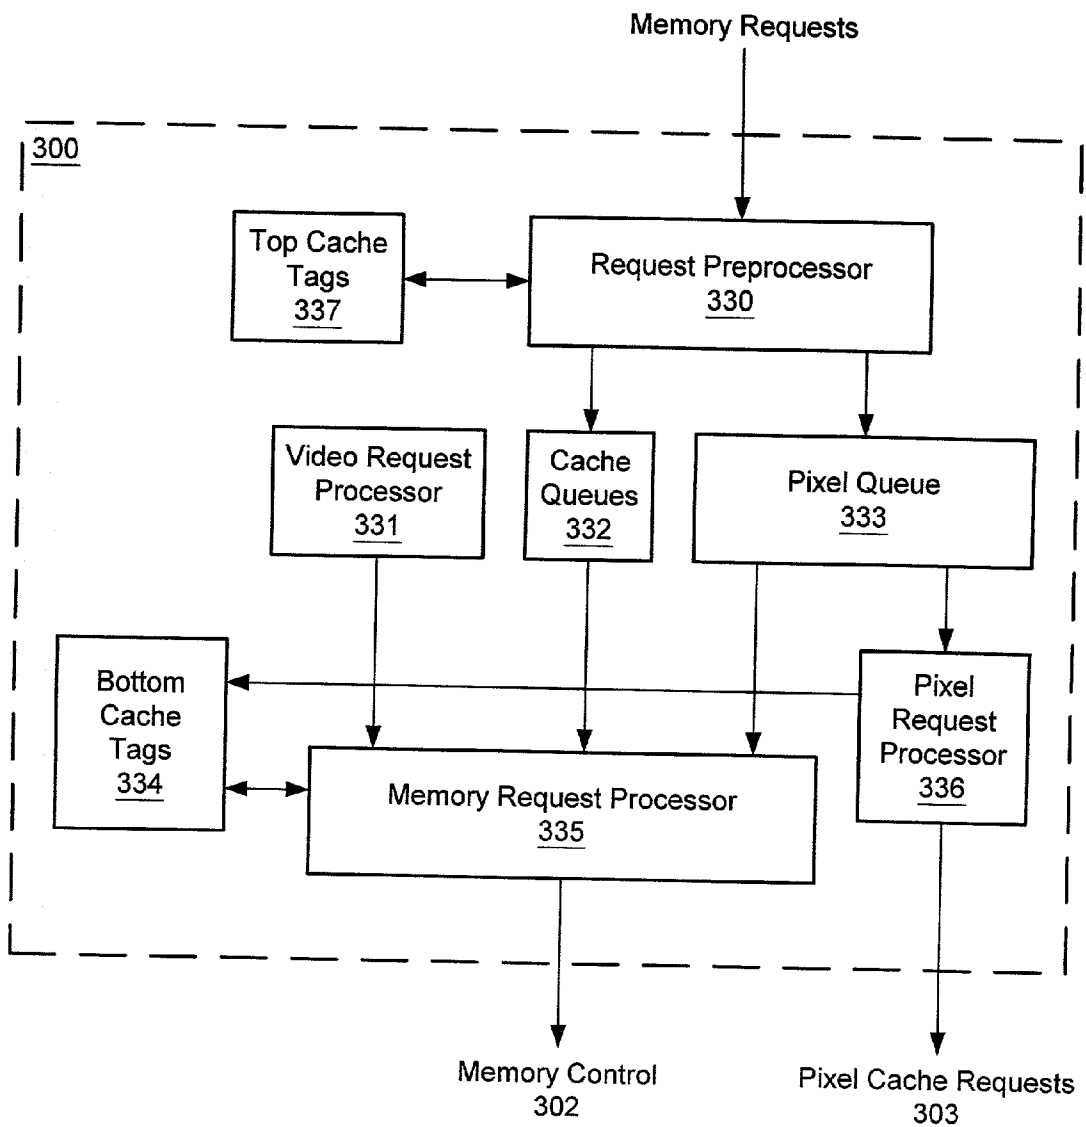 Memory Requests
300
Top Cache
Tags
337
Request Preprocessor
330
Video Request
Processor
331
Cache
Queues
332
Pixel Queue
333
Bottom
Cache
Tags
334
Memory Request Processor
335
Pixel
Request
Processor
336
Memory Control
302
Pixel Cache Requests
303